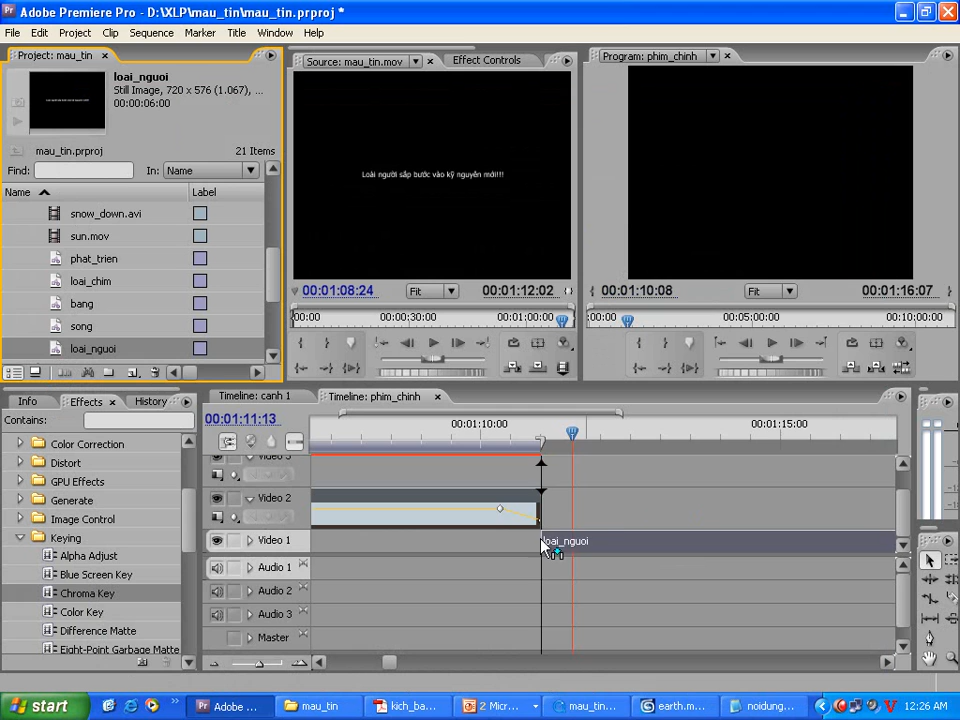 Adobe Premiere Pro - D:\XLP\mau_tin\mau_tin.prproj *
File Edit Project Clip Sequence Marker Title Window Help
Project: mau_tin
loai_nguoi
Still Image, 720 x 576 (1.067), ...
00:00:06:00
mau_tin.prproj 21 Items
Find: In: Name
Name Label
snow_down.avi
sun.mov
phat_trien
loai_chim
bang
song
loai_nguoi
Source: mau_tin.mov Effect Controls
Loài người sắp bước vào kỷ nguyên mới!!!
00:01:08:24 Fit 00:01:12:02
00:00 00:00:30:00 00:01:00:00
Program: phim_chinh
00:01:10:08 Fit 00:01:16:07
00:00 00:05:00:00 00:10:00:00
Info Effects History
Contains:
Color Correction
Distort
GPU Effects
Generate
Image Control
Keying
Alpha Adjust
Blue Screen Key
Chroma Key
Color Key
Difference Matte
Eight-Point Garbage Matte
Timeline: canh 1 Timeline: phim_chinh
00:01:11:13
00:01:10:00 00:01:15:00
Video 3
Video 2
Video 1 loai_nguoi
Audio 1
Audio 2
Audio 3
Master
start Adobe ... mau_tin kich_ba... 2 Micr... mau_tin... earth.m... noidung... 12:26 AM